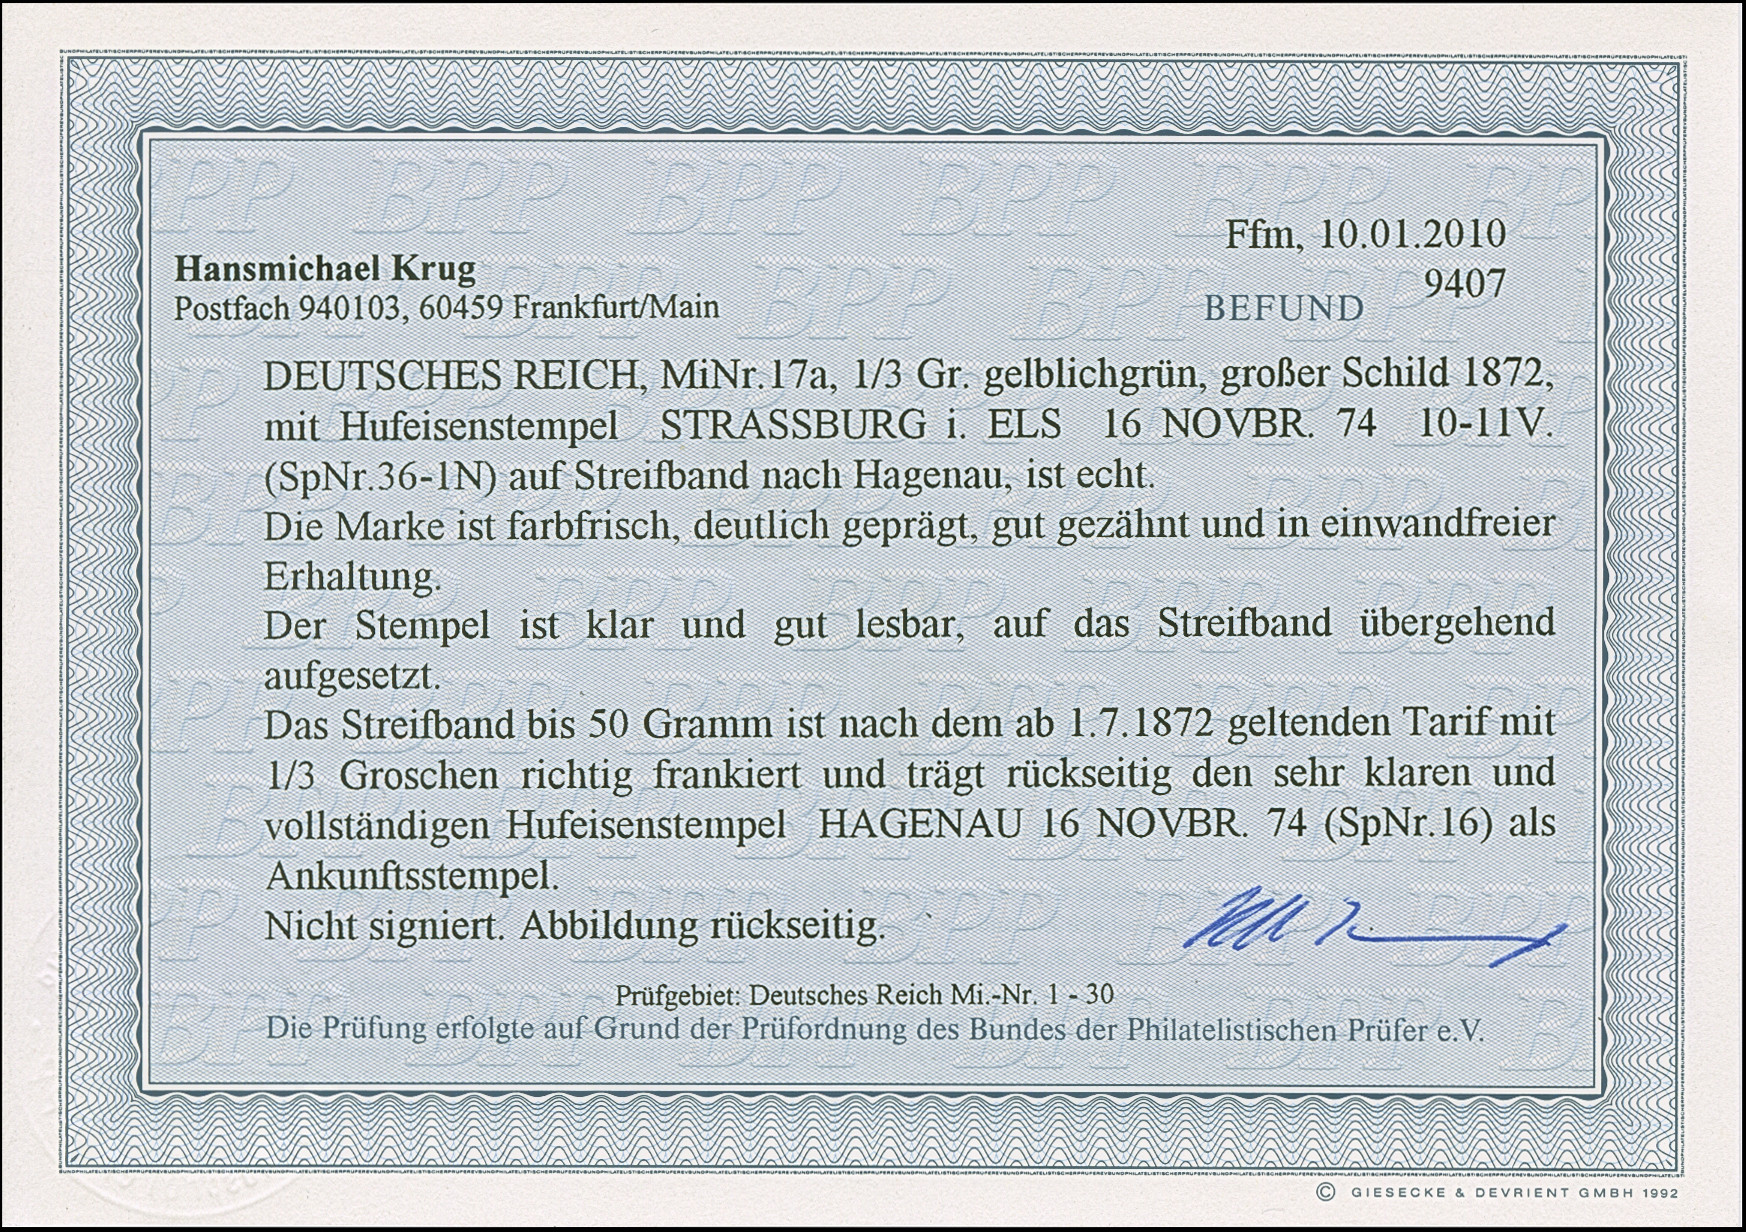 Ffm, 10.01.2010
9407
Hansmichael Krug
Postfach 940103, 60459 Frankfurt/Main
BEFUND
DEUTSCHES REICH, MiNr.17a, 1/3 Gr. gelblichgrün, großer Schild 1872,
mit Hufeisenstempel STRASSBURG i. ELS 16 NOVBR. 74 10-11V.
(SpNr.36-1N) auf Streifband nach Hagenau, ist echt.
Die Marke ist farbfrisch, deutlich geprägt, gut gezähnt und in einwandfreier
Erhaltung.
Der Stempel ist klar und gut lesbar, auf das Streifband übergehend
aufgesetzt.
Das Streifband bis 50 Gramm ist nach dem ab 1.7.1872 geltenden Tarif mit
1/3 Groschen richtig frankiert und trägt rückseitig den sehr klaren und
vollständigen Hufeisenstempel HAGENAU 16 NOVBR. 74 (SpNr.16) als
Ankunftsstempel.
Nicht signiert. Abbildung rückseitig.
Prüfgebiet: Deutsches Reich Mi.-Nr. 1 - 30
Die Prüfung erfolgte auf Grund der Prüfordnung des Bundes der Philatelistischen Prüfer e.V.
© GIESECKE & DEVRIENT GMBH 1992